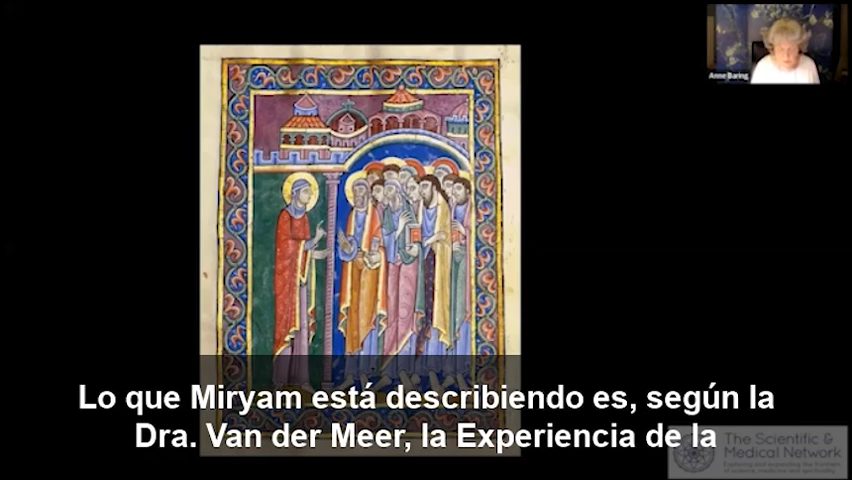 Anne Baring
Lo que Miryam está describiendo es, según la
Dra. Van der Meer, la Experiencia de la
The Scientific &
Medical Network